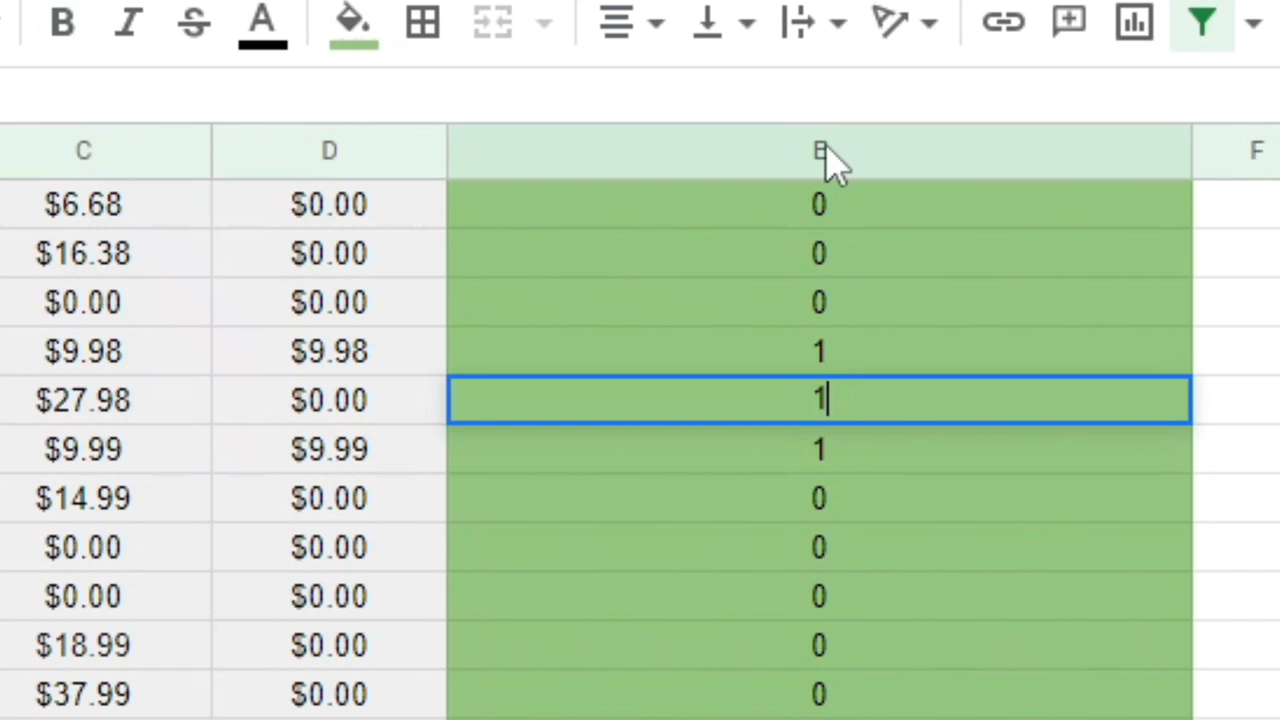 B I S A
C D E F
$6.68 $0.00 0
$16.38 $0.00 0
$0.00 $0.00 0
$9.98 $9.98 1
$27.98 $0.00 1
$9.99 $9.99 1
$14.99 $0.00 0
$0.00 $0.00 0
$0.00 $0.00 0
$18.99 $0.00 0
$37.99 $0.00 0